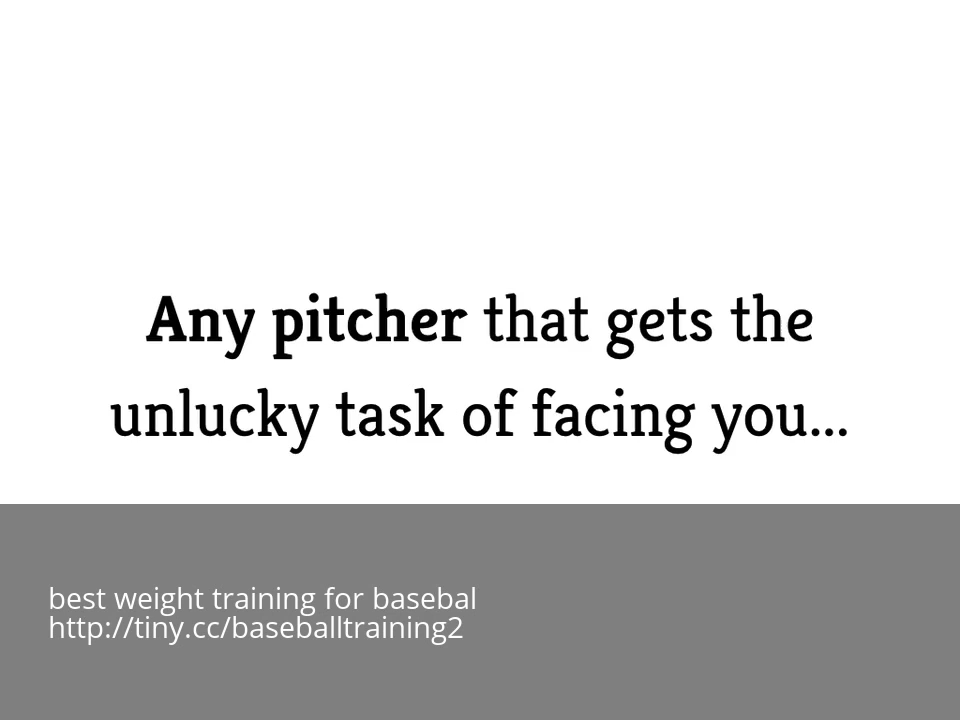 Any pitcher that gets the
unlucky task of facing you...
best weight training for basebal
http://tiny.cc/baseballtraining2